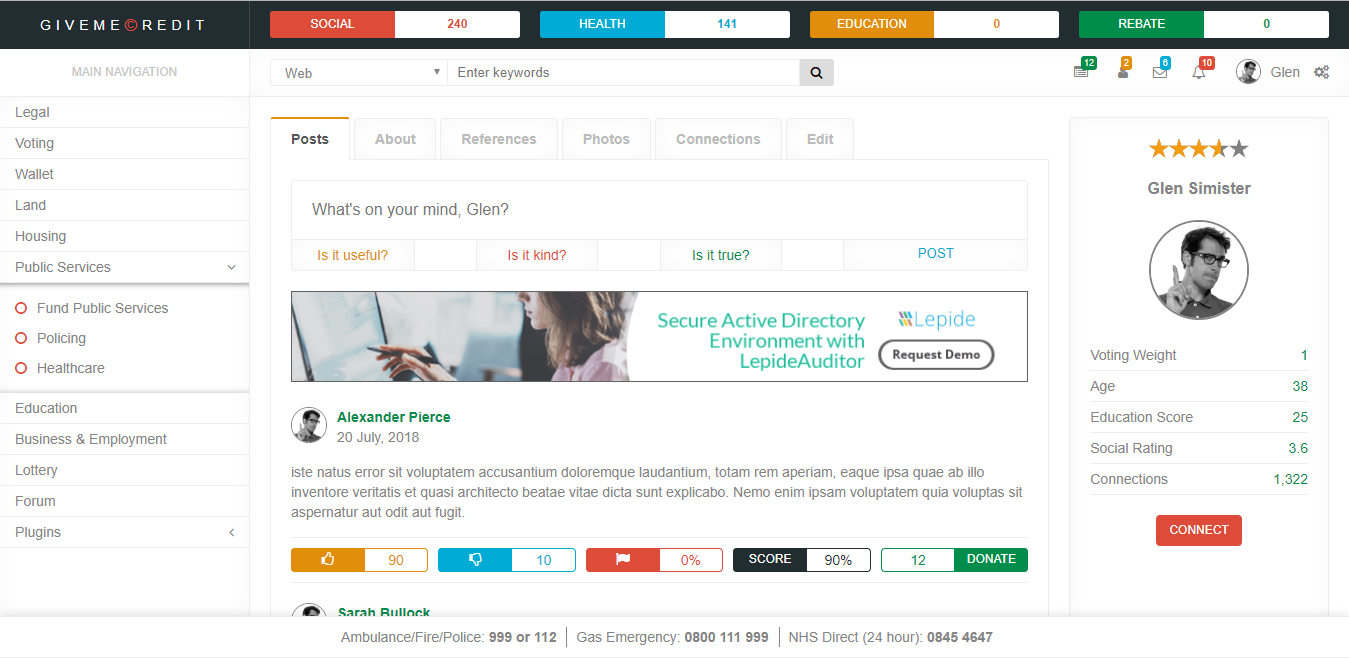 GIVEME©REDIT
SOCIAL 240
HEALTH 141
EDUCATION 0
REBATE 0
MAIN NAVIGATION
Web
Enter keywords
12
2
6
10
Glen
Legal
Voting
Wallet
Land
Housing
Public Services
Fund Public Services
Policing
Healthcare
Education
Business & Employment
Lottery
Forum
Plugins
Posts
About
References
Photos
Connections
Edit
What's on your mind, Glen?
Is it useful?
Is it kind?
Is it true?
POST
Secure Active Directory
Environment with
LepideAuditor
Lepide
Request Demo
Alexander Pierce
20 July, 2018
iste natus error sit voluptatem accusantium doloremque laudantium, totam rem aperiam, eaque ipsa quae ab illo
inventore veritatis et quasi architecto beatae vitae dicta sunt explicabo. Nemo enim ipsam voluptatem quia voluptas sit
aspernatur aut odit aut fugit.
90
10
0%
SCORE 90%
12 DONATE
Sarah Bullock
Glen Simister
Voting Weight 1
Age 38
Education Score 25
Social Rating 3.6
Connections 1,322
CONNECT
Ambulance/Fire/Police: 999 or 112
Gas Emergency: 0800 111 999
NHS Direct (24 hour): 0845 4647